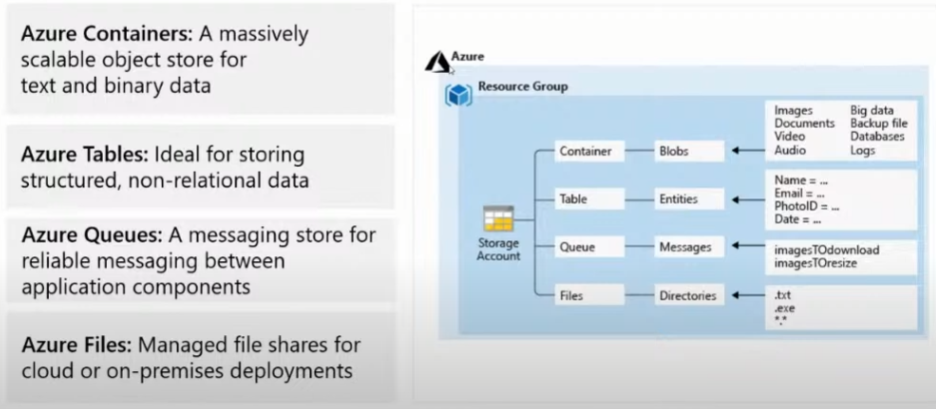 Azure Containers: A massively
scalable object store for
text and binary data
Azure Tables: Ideal for storing
structured, non-relational data
Azure Queues: A messaging store for
reliable messaging between
application components
Azure Files: Managed file shares for
cloud or on-premises deployments
Azure
Resource Group
Storage
Account
Container
Blobs
Images Big data
Documents Backup file
Video Databases
Audio Logs
Table
Entities
Name = ...
Email = ...
PhotoID = ...
Date = ...
Queue
Messages
imagesTOdownload
imagesTOresize
Files
Directories
.txt
.exe
*.*